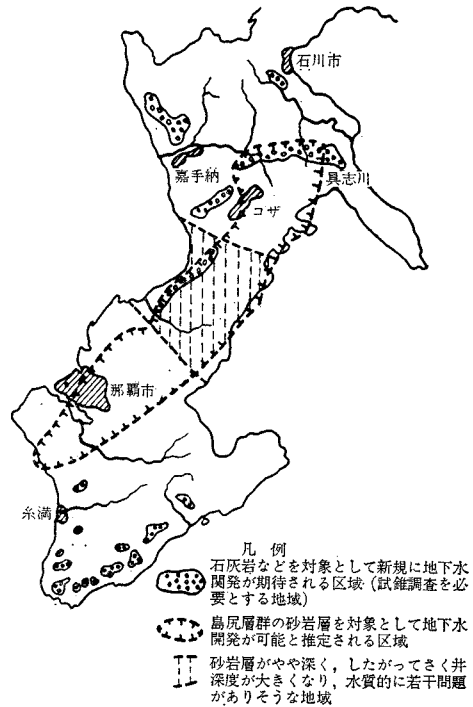 石川市
嘉手納
具志川
コザ
那覇市
糸満
凡例
石灰岩などを対象として新規に地下水
開発が期待される区域（試錐調査を必
要とする地域）
島尻層群の砂岩層を対象として地下水
開発が可能と推定される区域
砂岩層がやや深く，したがってさく井
深度が大きくなり，水質的に若干問題
がありそうな地域